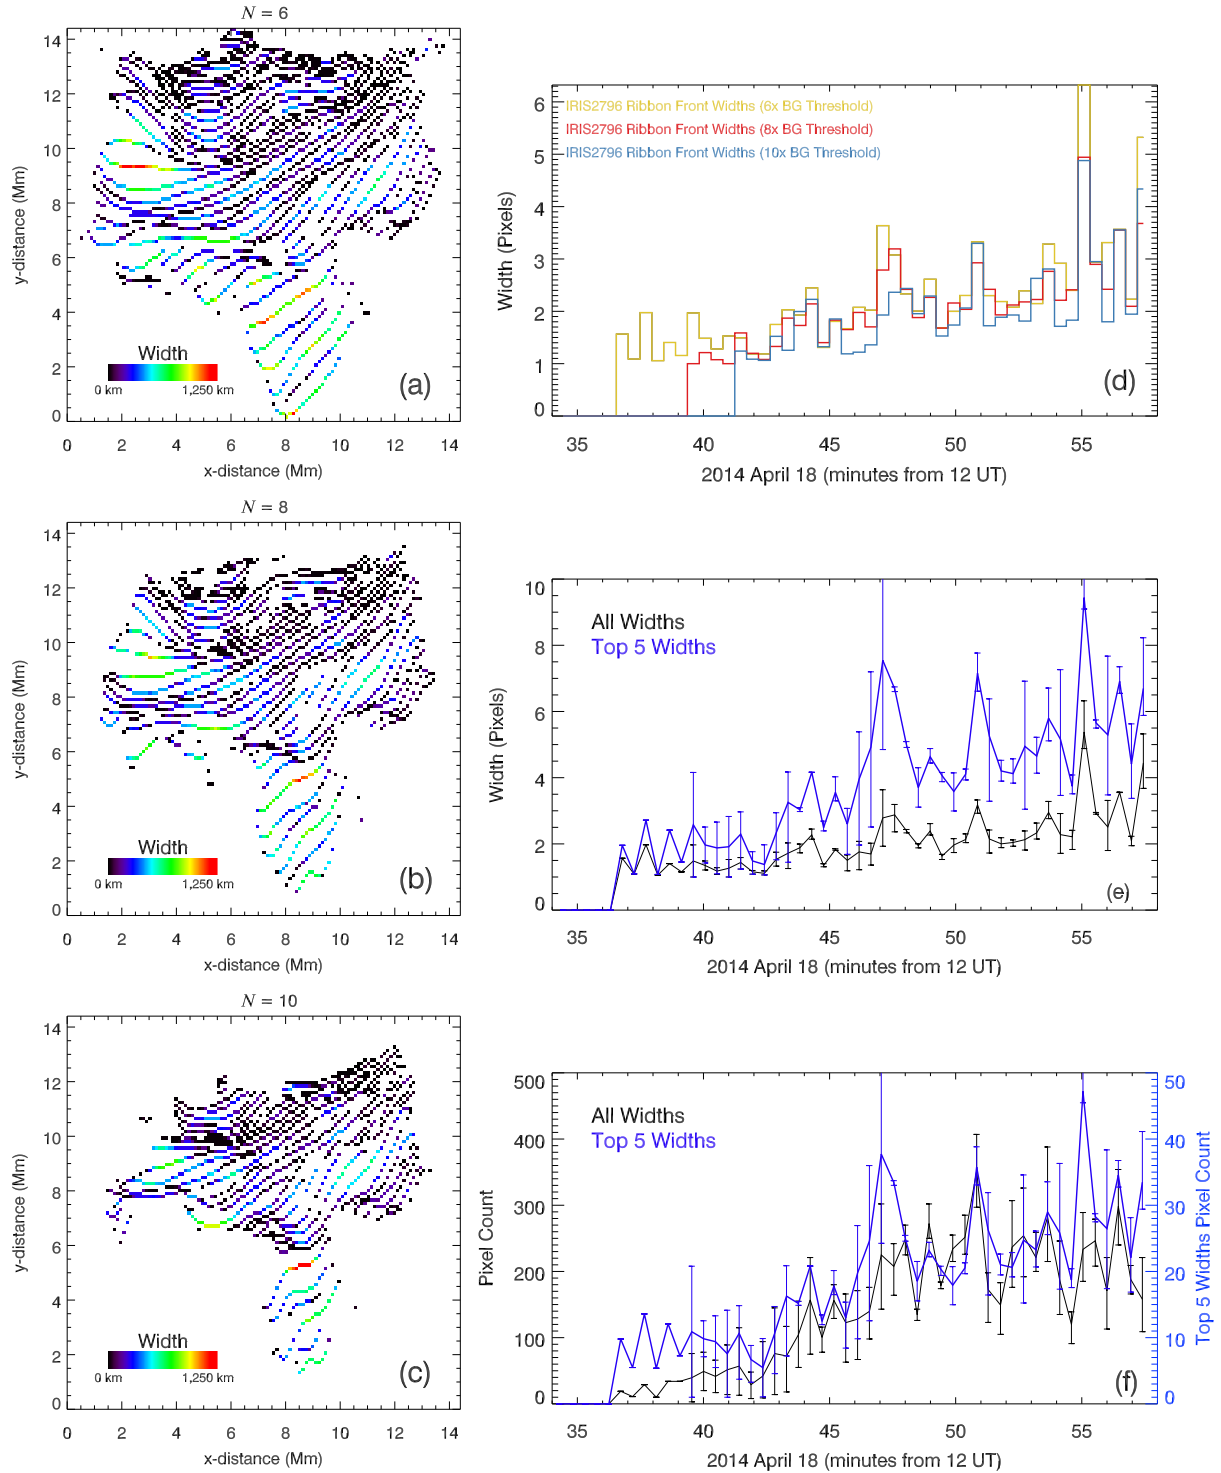 N = 6
14
12
10
8
6
4
2
0
y-distance (Mm)
Width
0 km 1,250 km
(a)
0 2 4 6 8 10 12 14
x-distance (Mm)
N = 8
14
12
10
8
6
4
2
0
y-distance (Mm)
Width
0 km 1,250 km
(b)
0 2 4 6 8 10 12 14
x-distance (Mm)
N = 10
14
12
10
8
6
4
2
0
y-distance (Mm)
Width
0 km 1,250 km
(c)
0 2 4 6 8 10 12 14
x-distance (Mm)
IRIS2796 Ribbon Front Widths (6x BG Threshold)
IRIS2796 Ribbon Front Widths (8x BG Threshold)
IRIS2796 Ribbon Front Widths (10x BG Threshold)
6
5
4
3
2
1
0
Width (Pixels)
(d)
35 40 45 50 55
2014 April 18 (minutes from 12 UT)
All Widths
Top 5 Widths
10
8
6
4
2
0
Width (Pixels)
(e)
35 40 45 50 55
2014 April 18 (minutes from 12 UT)
All Widths
Top 5 Widths
500
400
300
200
100
0
Pixel Count
50
40
30
20
10
0
Top 5 Widths Pixel Count
(f)
35 40 45 50 55
2014 April 18 (minutes from 12 UT)